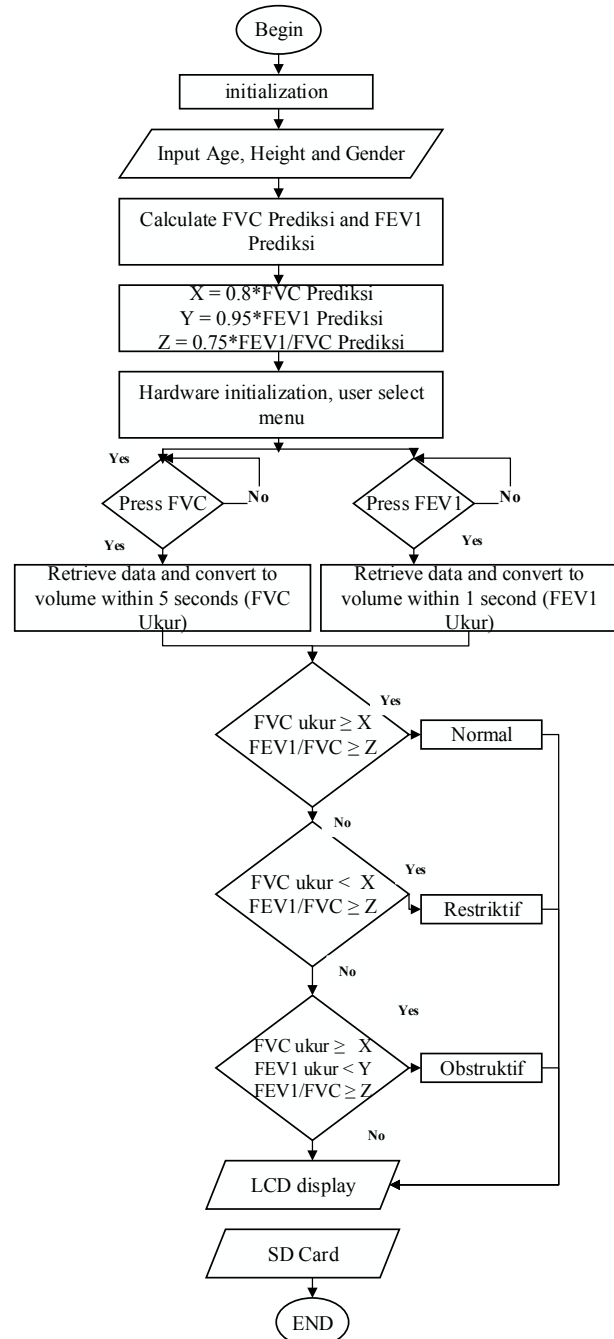 Begin
initialization
Input Age, Height and Gender
Calculate FVC Prediksi and FEV1
Prediksi
X = 0.8*FVC Prediksi
Y = 0.95*FEV1 Prediksi
Z = 0.75*FEV1/FVC Prediksi
Hardware initialization, user select
menu
Yes
Press FVC
No
Yes
Press FEV1
No
Yes
Retrieve data and convert to
volume within 5 seconds (FVC
Ukur)
Retrieve data and convert to
volume within 1 second (FEV1
Ukur)
FVC ukur ≥ X
FEV1/FVC ≥ Z
Yes
Normal
No
FVC ukur < X
FEV1/FVC ≥ Z
Yes
Restriktif
No
FVC ukur ≥ X
FEV1 ukur < Y
FEV1/FVC ≥ Z
Yes
Obstruktif
No
LCD display
SD Card
END